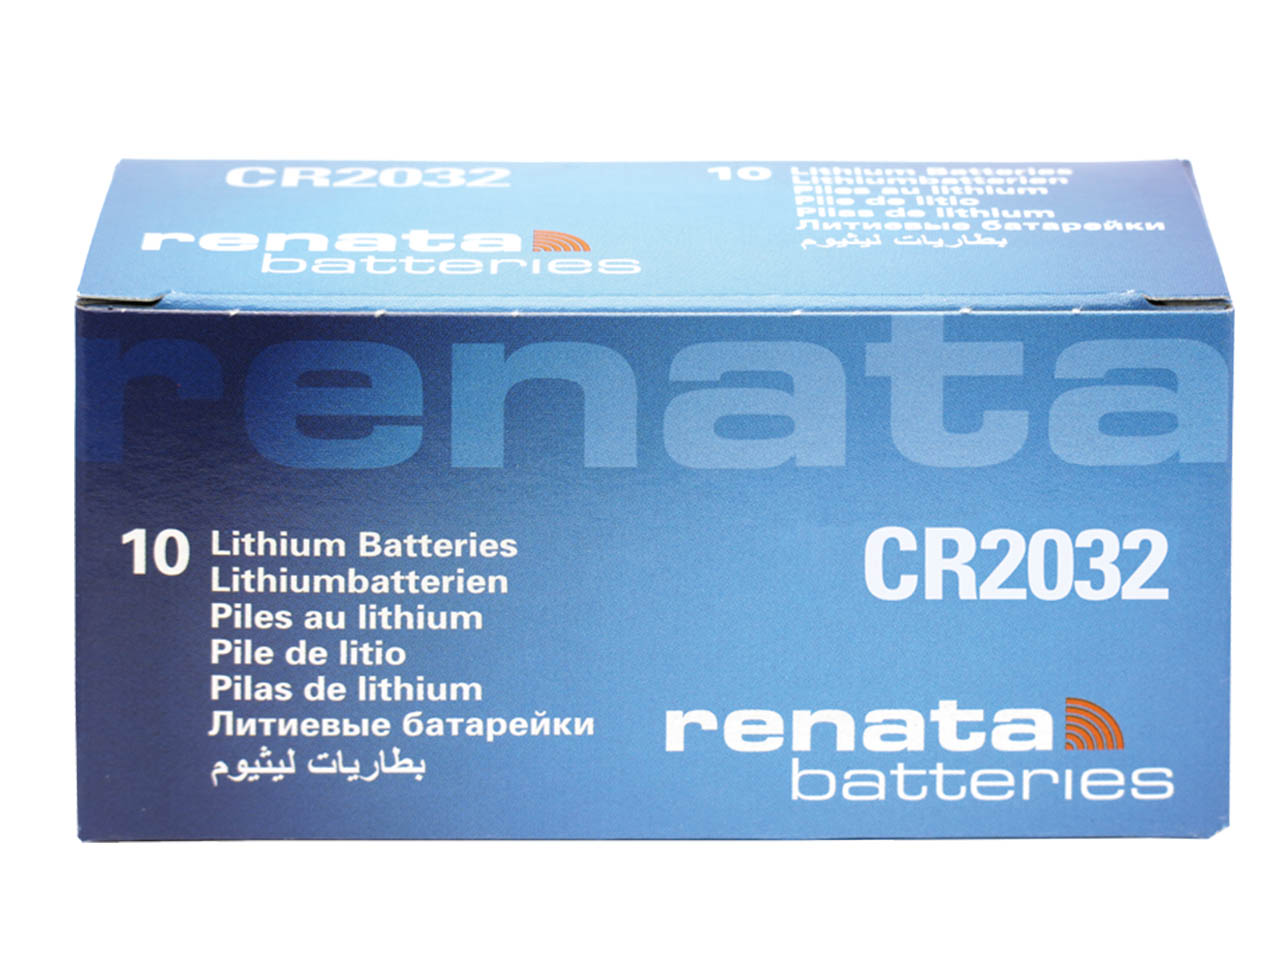 CR2032
renata
batteries
10 Lithium Batteries
Lithiumbatterien
Piles au lithium
Pile de litio
Pilas de lithium
Литиевые батарейки
بطاريات ليثيوم
renata
10 Lithium Batteries
Lithiumbatterien
Piles au lithium
Pile de litio
Pilas de lithium
Литиевые батарейки
بطاريات ليثيوم
CR2032
renata
batteries